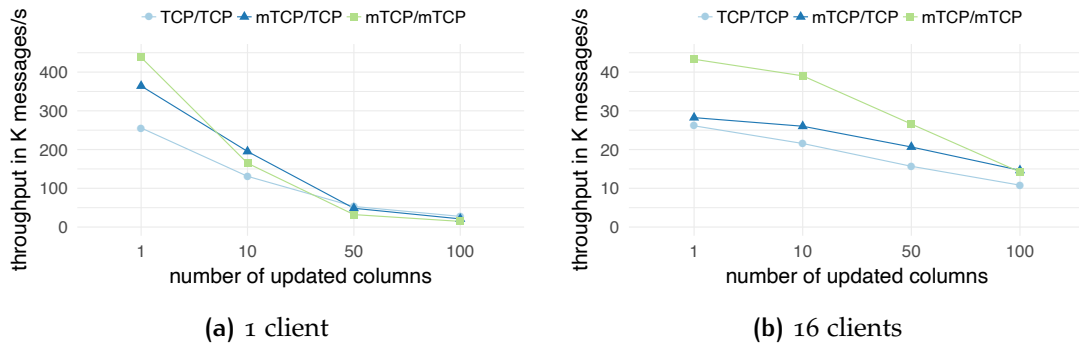 TCP/TCP mTCP/TCP mTCP/mTCP
throughput in K messages/s
400
300
200
100
0
1 10 50 100
number of updated columns
(a) 1 client
TCP/TCP mTCP/TCP mTCP/mTCP
throughput in K messages/s
40
30
20
10
0
1 10 50 100
number of updated columns
(b) 16 clients